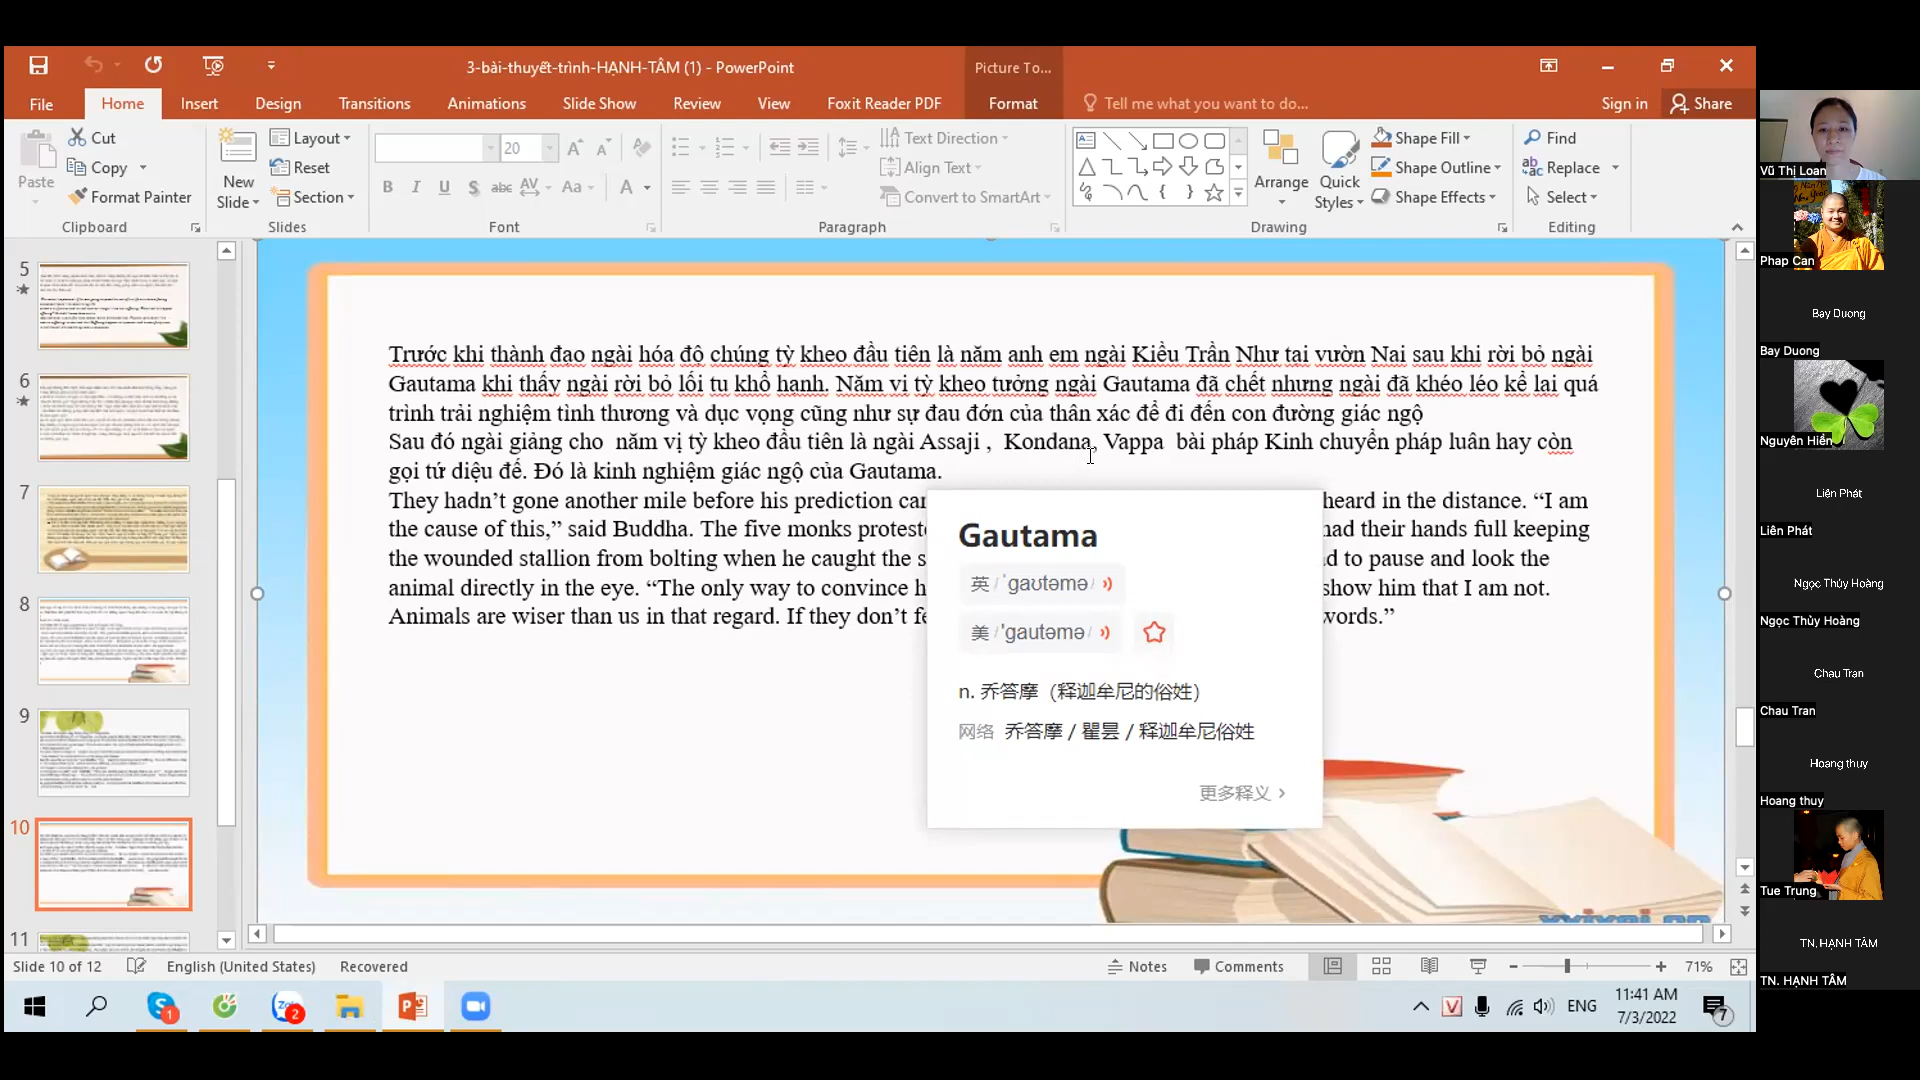 3-bài-thuyết-trình-HẠNH-TÂM (1) - PowerPoint
Picture To...
File
Home
Insert
Design
Transitions
Animations
Slide Show
Review
View
Foxit Reader PDF
Format
Tell me what you want to do...
Sign in
Share
Paste
Cut
Copy
Format Painter
Clipboard
New Slide
Layout
Reset
Section
Slides
20
Font
Text Direction
Align Text
Convert to SmartArt
Paragraph
Arrange
Quick Styles
Shape Fill
Shape Outline
Shape Effects
Drawing
Find
Replace
Select
Editing
5
6
7
8
9
10
11
Trước khi thành đạo ngài hóa độ chúng tỳ kheo đầu tiên là năm anh em ngài Kiều Trần Như tại vườn Nai sau khi rời bỏ ngài
Gautama khi thấy ngài rời bỏ lối tu khổ hạnh. Năm vị tỳ kheo tưởng ngài Gautama đã chết nhưng ngài đã khéo léo kể lại quá
trình trải nghiệm tình thương và dục vọng cũng như sự đau đớn của thân xác để đi đến con đường giác ngộ
Sau đó ngài giảng cho năm vị tỳ kheo đầu tiên là ngài Assaji , Kondana, Vappa bài pháp Kinh chuyển pháp luân hay còn
gọi tứ diệu đế. Đó là kinh nghiệm giác ngộ của Gautama.
They hadn’t gone another mile before his prediction heard in the distance. “I am
the cause of this,” said Buddha. The five monks had their hands full keeping
the wounded stallion from bolting when he caught the to pause and look the
animal directly in the eye. “The only way to convince show him that I am not.
Animals are wiser than us in that regard. If they don’t words.”
Gautama
英 /ˈɡaʊtəmə/
美 /ˈɡaʊtəmə/
n. 乔答摩（释迦牟尼的俗姓）
网络 乔答摩 / 瞿昙 / 释迦牟尼俗姓
更多释义 >
Slide 10 of 12
English (United States)
Recovered
Notes
Comments
71%
1
2
ENG
11:41 AM
7/3/2022
7
Vũ Thị Loan
Phap Can
Bay Duong
Bay Duong
Nguyên Hiền
Liên Phát
Liên Phát
Ngọc Thủy Hoàng
Ngọc Thủy Hoàng
Chau Tran
Chau Tran
Hoang thuy
Hoang thuy
Tue Trung
TN. HẠNH TÂM
TN. HẠNH TÂM